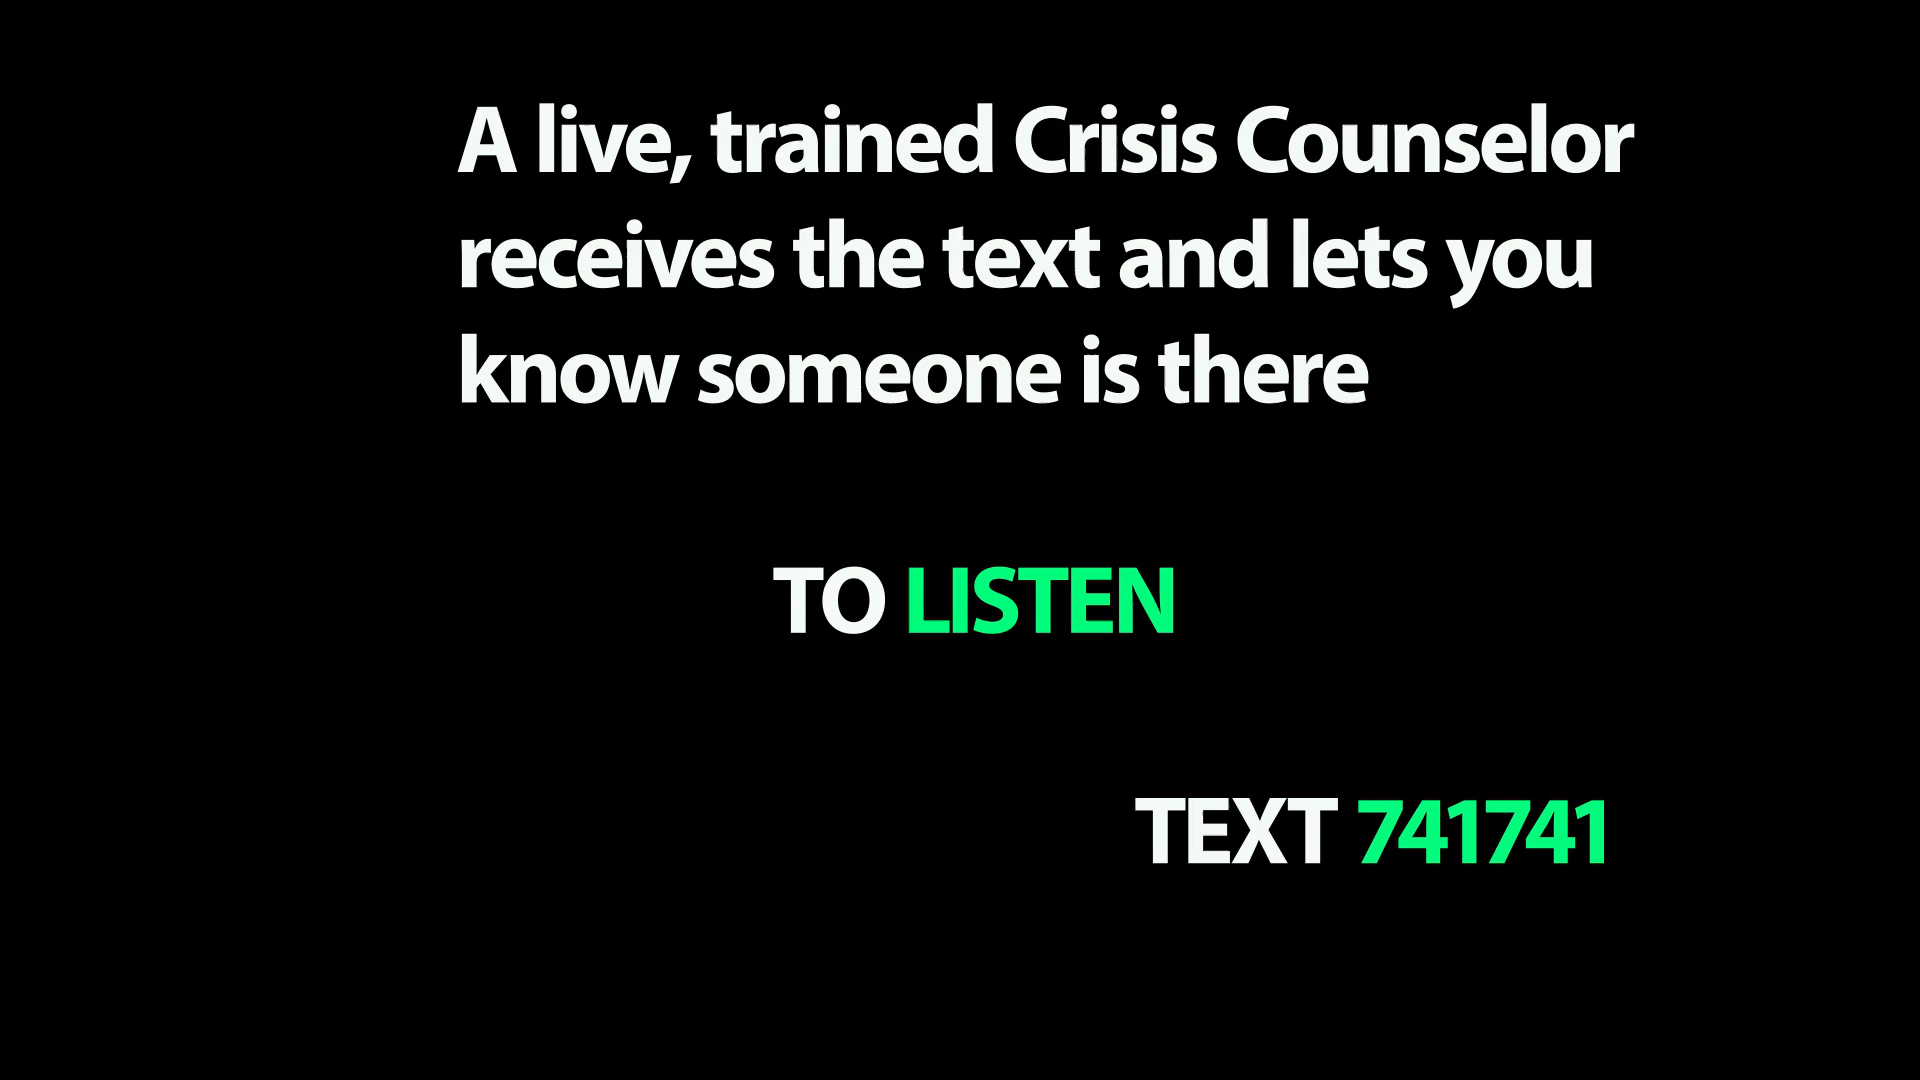 A live, trained Crisis Counselor
receives the text and lets you
know someone is there
TO LISTEN
TEXT 741741